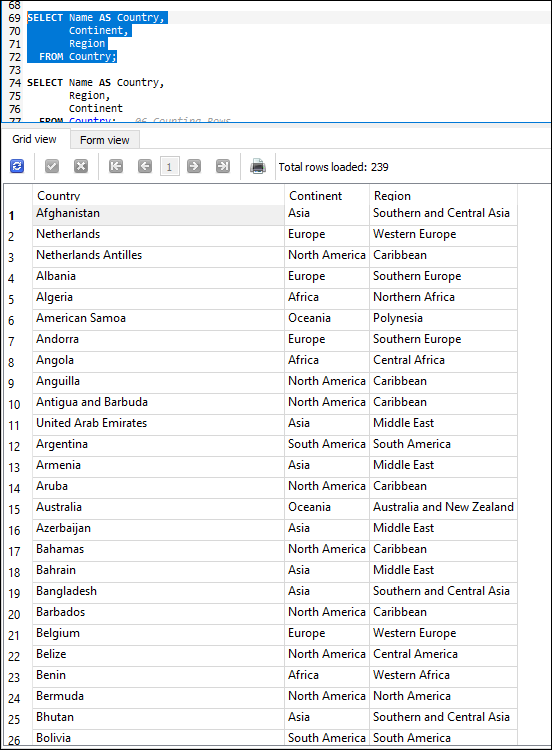 68
69 SELECT Name AS Country,
70 Continent,
71 Region
72 FROM Country;
73
74 SELECT Name AS Country,
75 Region,
76 Continent
77 FROM Country; -- 06 Counting Rows
Grid view Form view
1 Total rows loaded: 239
Country Continent Region
1 Afghanistan Asia Southern and Central Asia
2 Netherlands Europe Western Europe
3 Netherlands Antilles North America Caribbean
4 Albania Europe Southern Europe
5 Algeria Africa Northern Africa
6 American Samoa Oceania Polynesia
7 Andorra Europe Southern Europe
8 Angola Africa Central Africa
9 Anguilla North America Caribbean
10 Antigua and Barbuda North America Caribbean
11 United Arab Emirates Asia Middle East
12 Argentina South America South America
13 Armenia Asia Middle East
14 Aruba North America Caribbean
15 Australia Oceania Australia and New Zealand
16 Azerbaijan Asia Middle East
17 Bahamas North America Caribbean
18 Bahrain Asia Middle East
19 Bangladesh Asia Southern and Central Asia
20 Barbados North America Caribbean
21 Belgium Europe Western Europe
22 Belize North America Central America
23 Benin Africa Western Africa
24 Bermuda North America North America
25 Bhutan Asia Southern and Central Asia
26 Bolivia South America South America